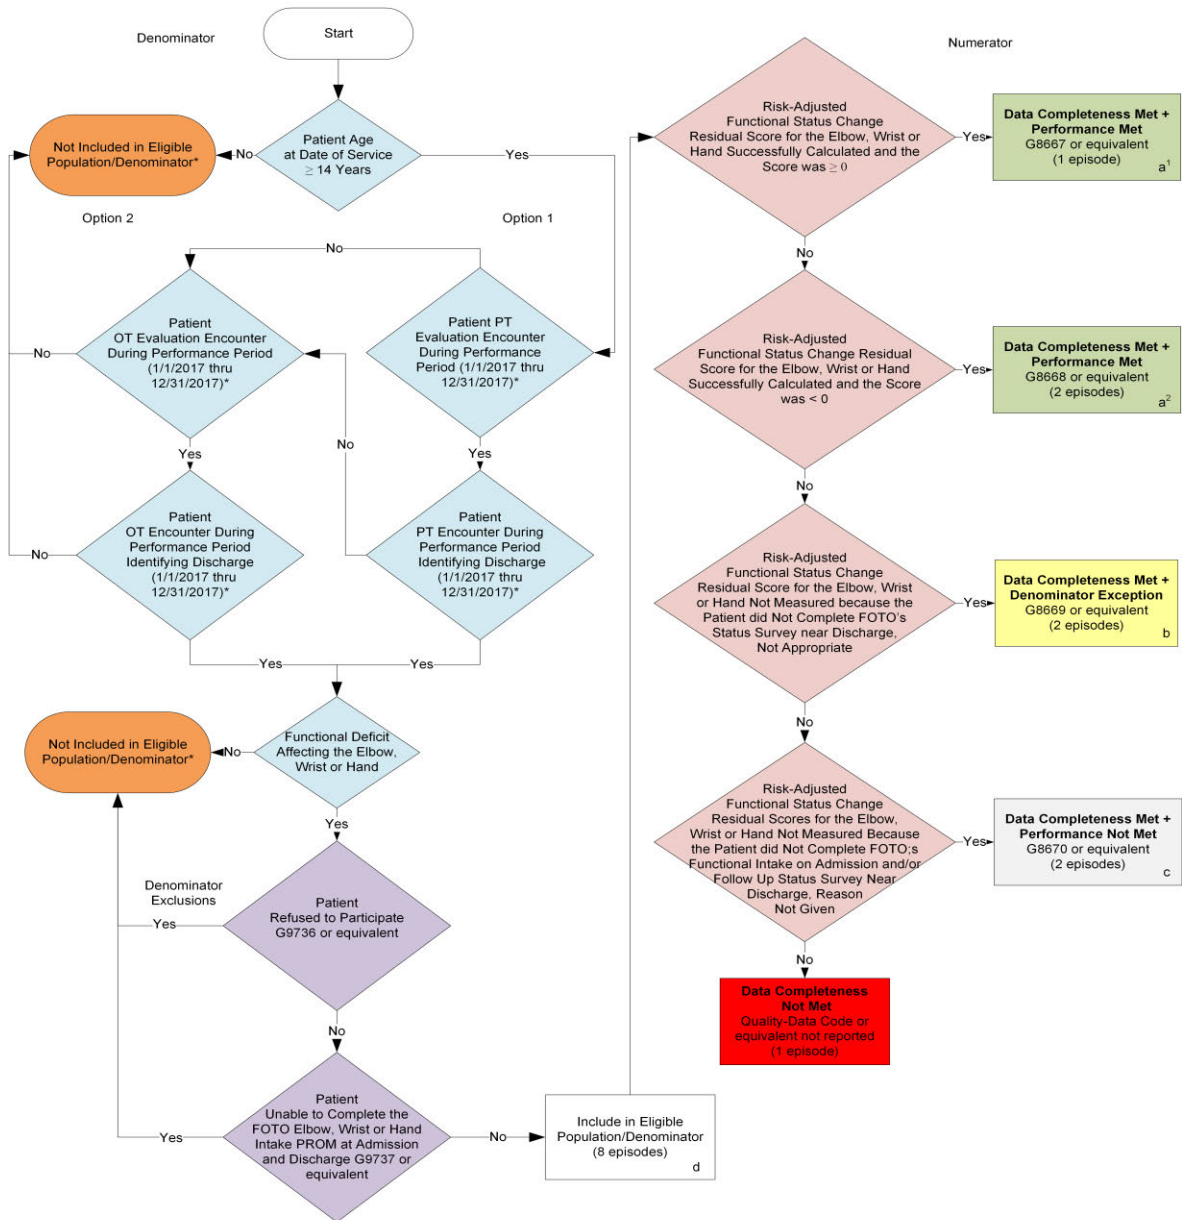 Denominator
Start
Numerator
Patient Age
at Date of Service
≥ 14 Years
No
Yes
Not Included in Eligible
Population/Denominator*
Option 2
Option 1
No
Patient
OT Evaluation Encounter
During Performance Period
(1/1/2017 thru
12/31/2017)*
Patient PT
Evaluation Encounter
During Performance
Period (1/1/2017 thru
12/31/2017)*
No
Yes
No
Yes
Patient
OT Encounter During
Performance Period
Identifying Discharge
(1/1/2017 thru
12/31/2017)*
Patient
PT Encounter During
Performance Period
Identifying Discharge
(1/1/2017 thru
12/31/2017)*
No
Yes
Yes
Functional Deficit
Affecting the Elbow,
Wrist or Hand
No
Not Included in Eligible
Population/Denominator*
Yes
Denominator
Exclusions
Patient
Refused to Participate
G9736 or equivalent
Yes
No
Patient
Unable to Complete the
FOTO Elbow, Wrist or Hand
Intake PROM at Admission
and Discharge G9737 or
equivalent
Yes
No
Include in Eligible
Population/Denominator
(8 episodes)
d
Risk-Adjusted
Functional Status Change
Residual Score for the Elbow, Wrist or
Hand Successfully Calculated and the
Score was ≥ 0
Yes
Data Completeness Met +
Performance Met
G8667 or equivalent
(1 episode)
a1
No
Risk-Adjusted
Functional Status Change Residual
Score for the Elbow, Wrist or Hand
Successfully Calculated and the Score
was < 0
Yes
Data Completeness Met +
Performance Met
G8668 or equivalent
(2 episodes)
a2
No
Risk-Adjusted
Functional Status Change
Residual Score for the Elbow, Wrist
or Hand Not Measured because the
Patient did Not Complete FOTO's
Status Survey near Discharge,
Not Appropriate
Yes
Data Completeness Met +
Denominator Exception
G8669 or equivalent
(2 episodes)
b
No
Risk-Adjusted
Functional Status Change
Residual Scores for the Elbow,
Wrist or Hand Not Measured Because
the Patient did Not Complete FOTO;s
Functional Intake on Admission and/or
Follow Up Status Survey Near
Discharge, Reason
Not Given
Yes
Data Completeness Met +
Performance Not Met
G8670 or equivalent
(2 episodes)
c
No
Data Completeness
Not Met
Quality-Data Code or
equivalent not reported
(1 episode)